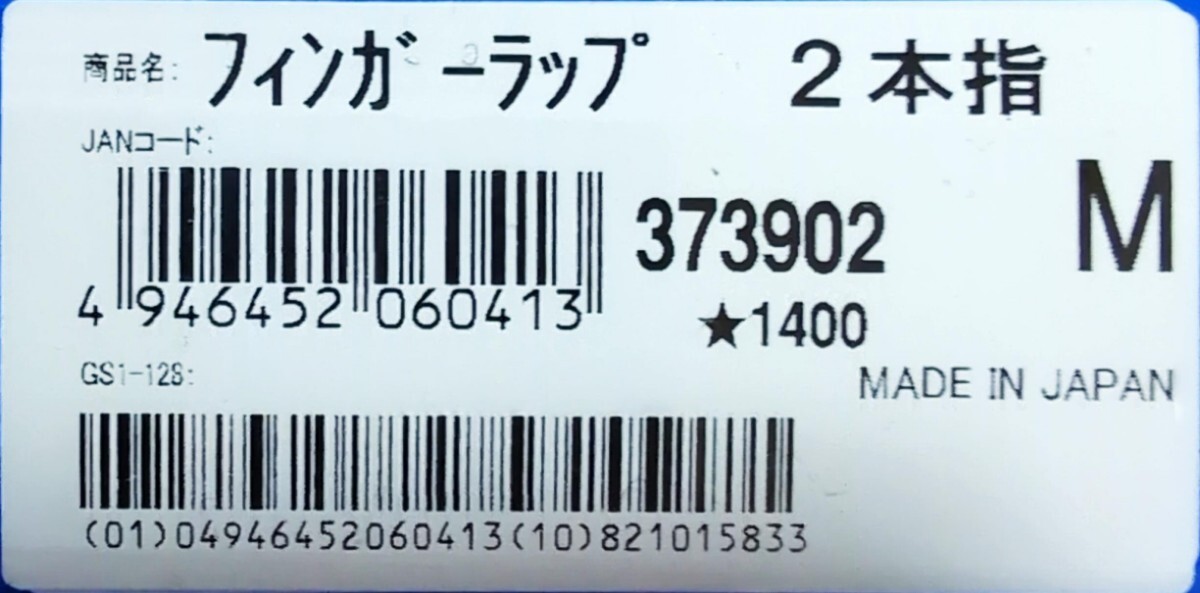 商品名: フィンガーラップ 2本指
JANコード:
M
373902
4 946452 060413
★1400
GS1-128:
MADE IN JAPAN
(01)04946452060413(10)821015833